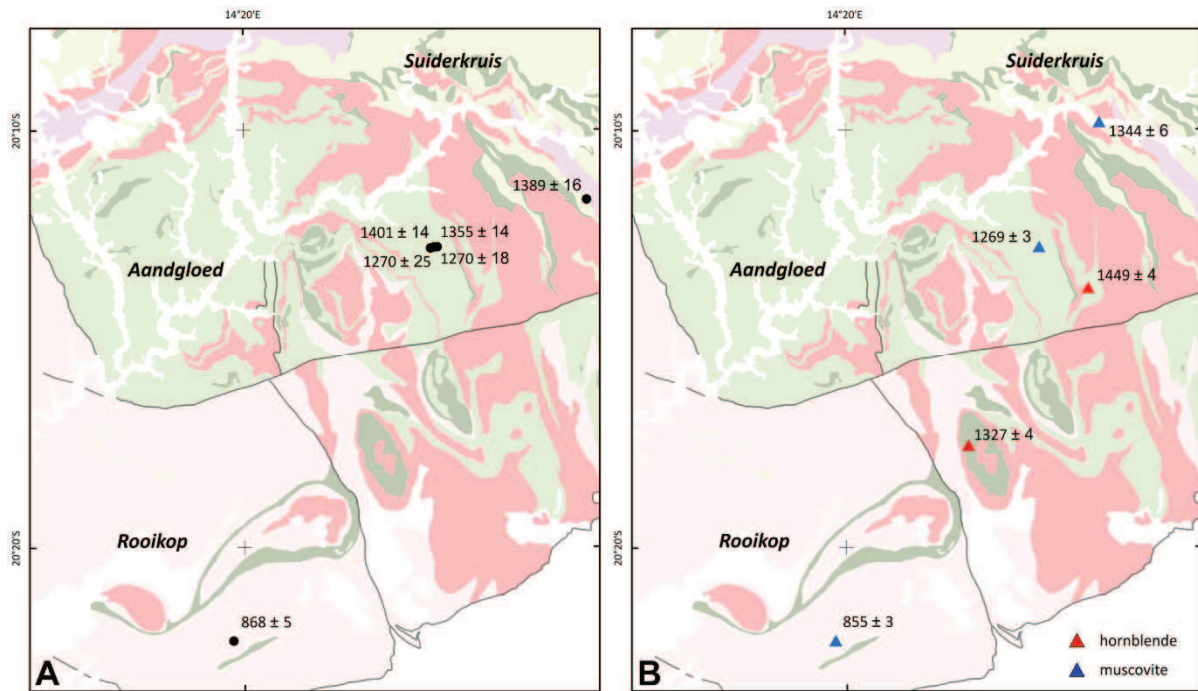 14°20'E
Suiderkruis
20°10'S
1389 ± 16
1401 ± 14 1355 ± 14
1270 ± 25 1270 ± 18
Aandgloed
Rooikop
20°20'S
868 ± 5
A
14°20'E
Suiderkruis
20°10'S
1344 ± 6
1269 ± 3
Aandgloed
1449 ± 4
1327 ± 4
Rooikop
20°20'S
855 ± 3
hornblende
muscovite
B